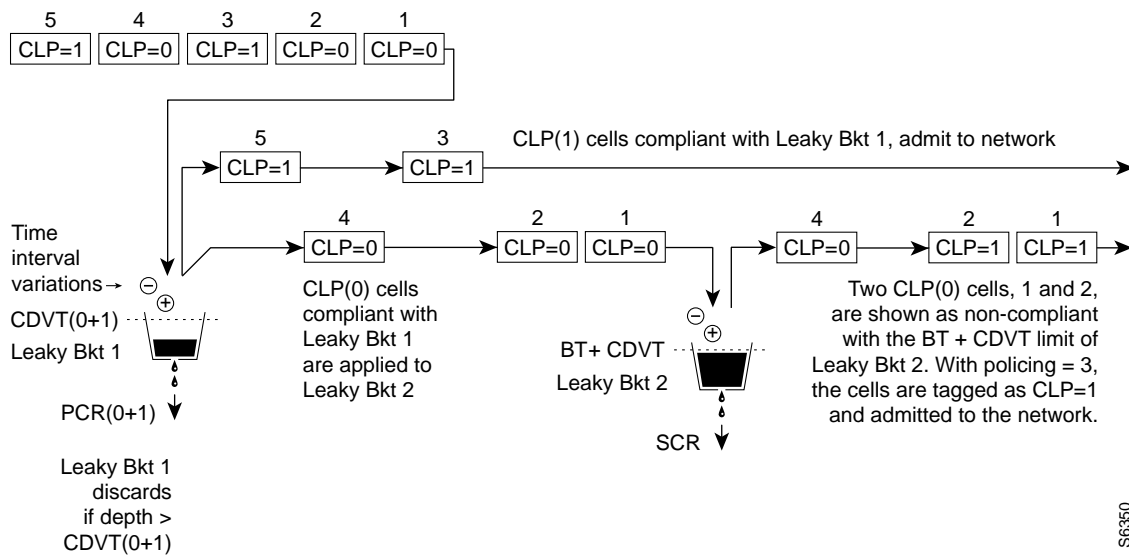 5 4 3 2 1
CLP=1 CLP=0 CLP=1 CLP=0 CLP=0
5 3
CLP(1) cells compliant with Leaky Bkt 1, admit to network
CLP=1 CLP=1
4 2 1 4 2 1
CLP=0 CLP=0 CLP=0 CLP=0 CLP=1 CLP=1
Time
interval
variations→
− +
CDVT(0+1)
Leaky Bkt 1
PCR(0+1)
Leaky Bkt 1
discards
if depth >
CDVT(0+1)
CLP(0) cells
compliant with
Leaky Bkt 1
are applied to
Leaky Bkt 2
− +
BT+ CDVT
Leaky Bkt 2
SCR
Two CLP(0) cells, 1 and 2,
are shown as non-compliant
with the BT + CDVT limit of
Leaky Bkt 2. With policing = 3,
the cells are tagged as CLP=1
and admitted to the network.
S6350